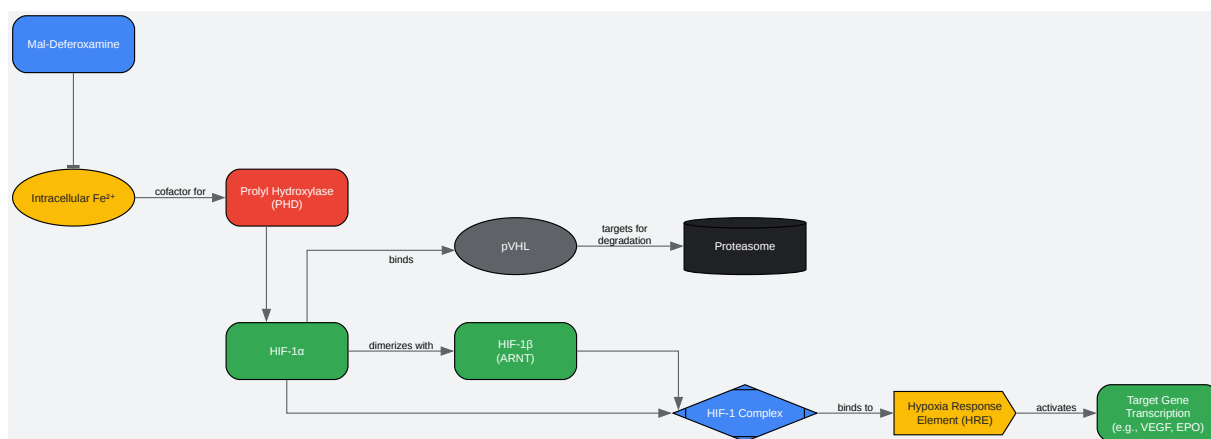 Mal-Deferoxamine
Intracellular Fe²⁺
cofactor for
Prolyl Hydroxylase
(PHD)
binds
pVHL
targets for
degradation
Proteasome
HIF-1α
dimerizes with
HIF-1β
(ARNT)
HIF-1 Complex
binds to
Hypoxia Response
Element (HRE)
activates
Target Gene
Transcription
(e.g., VEGF, EPO)